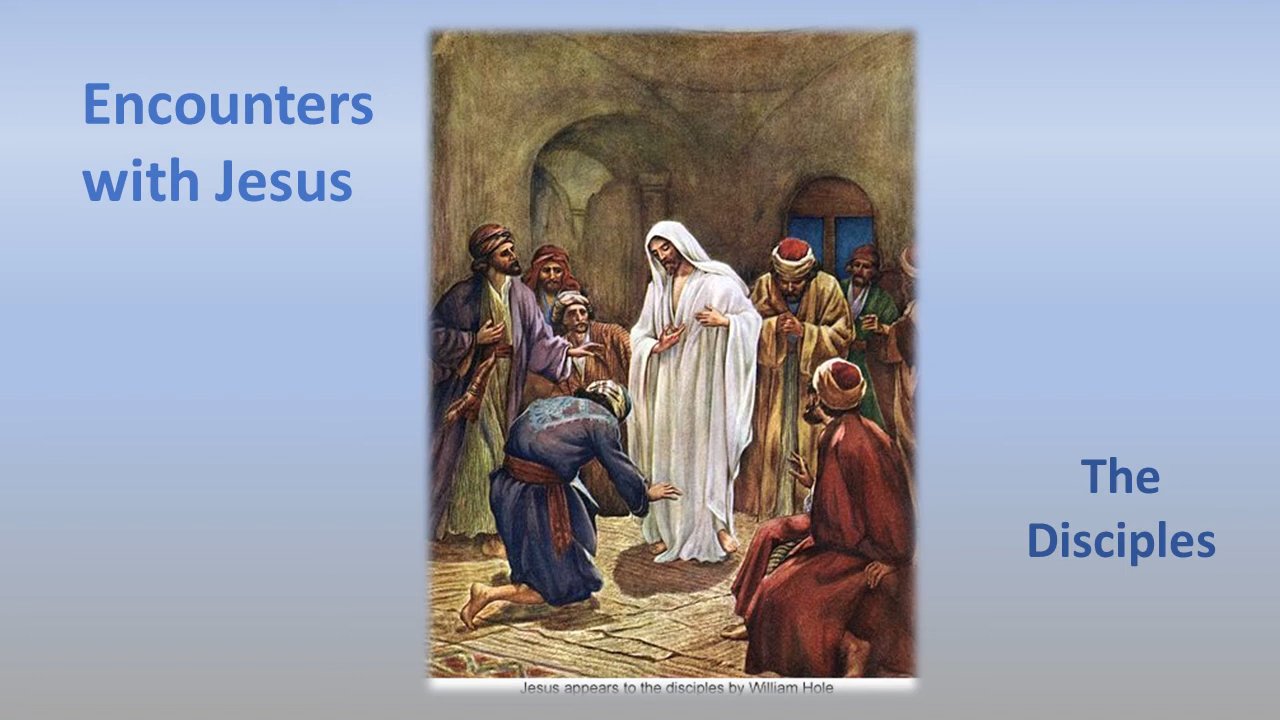 Encounters
with Jesus
The
Disciples
Jesus appears to the disciples by William Hole